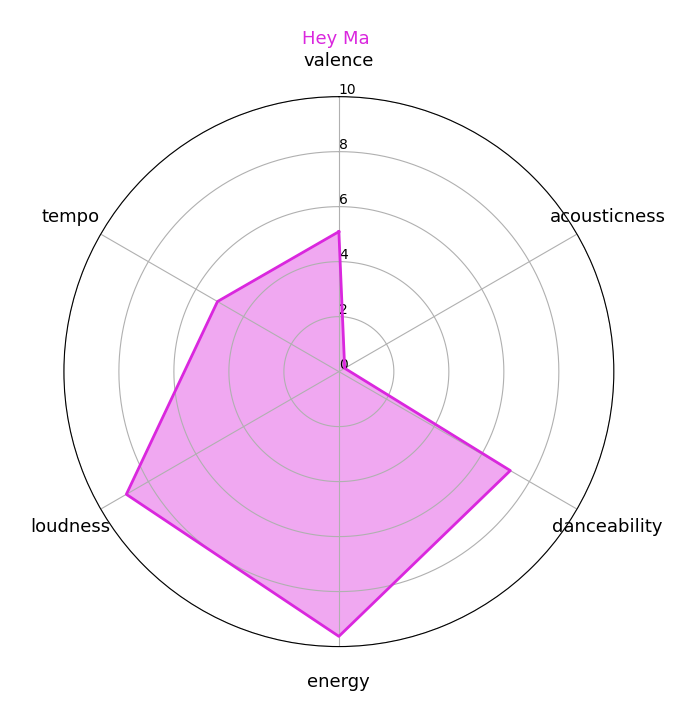 Hey Ma
valence
10
8
tempo
acousticness
6
4
2
0
loudness
danceability
energy